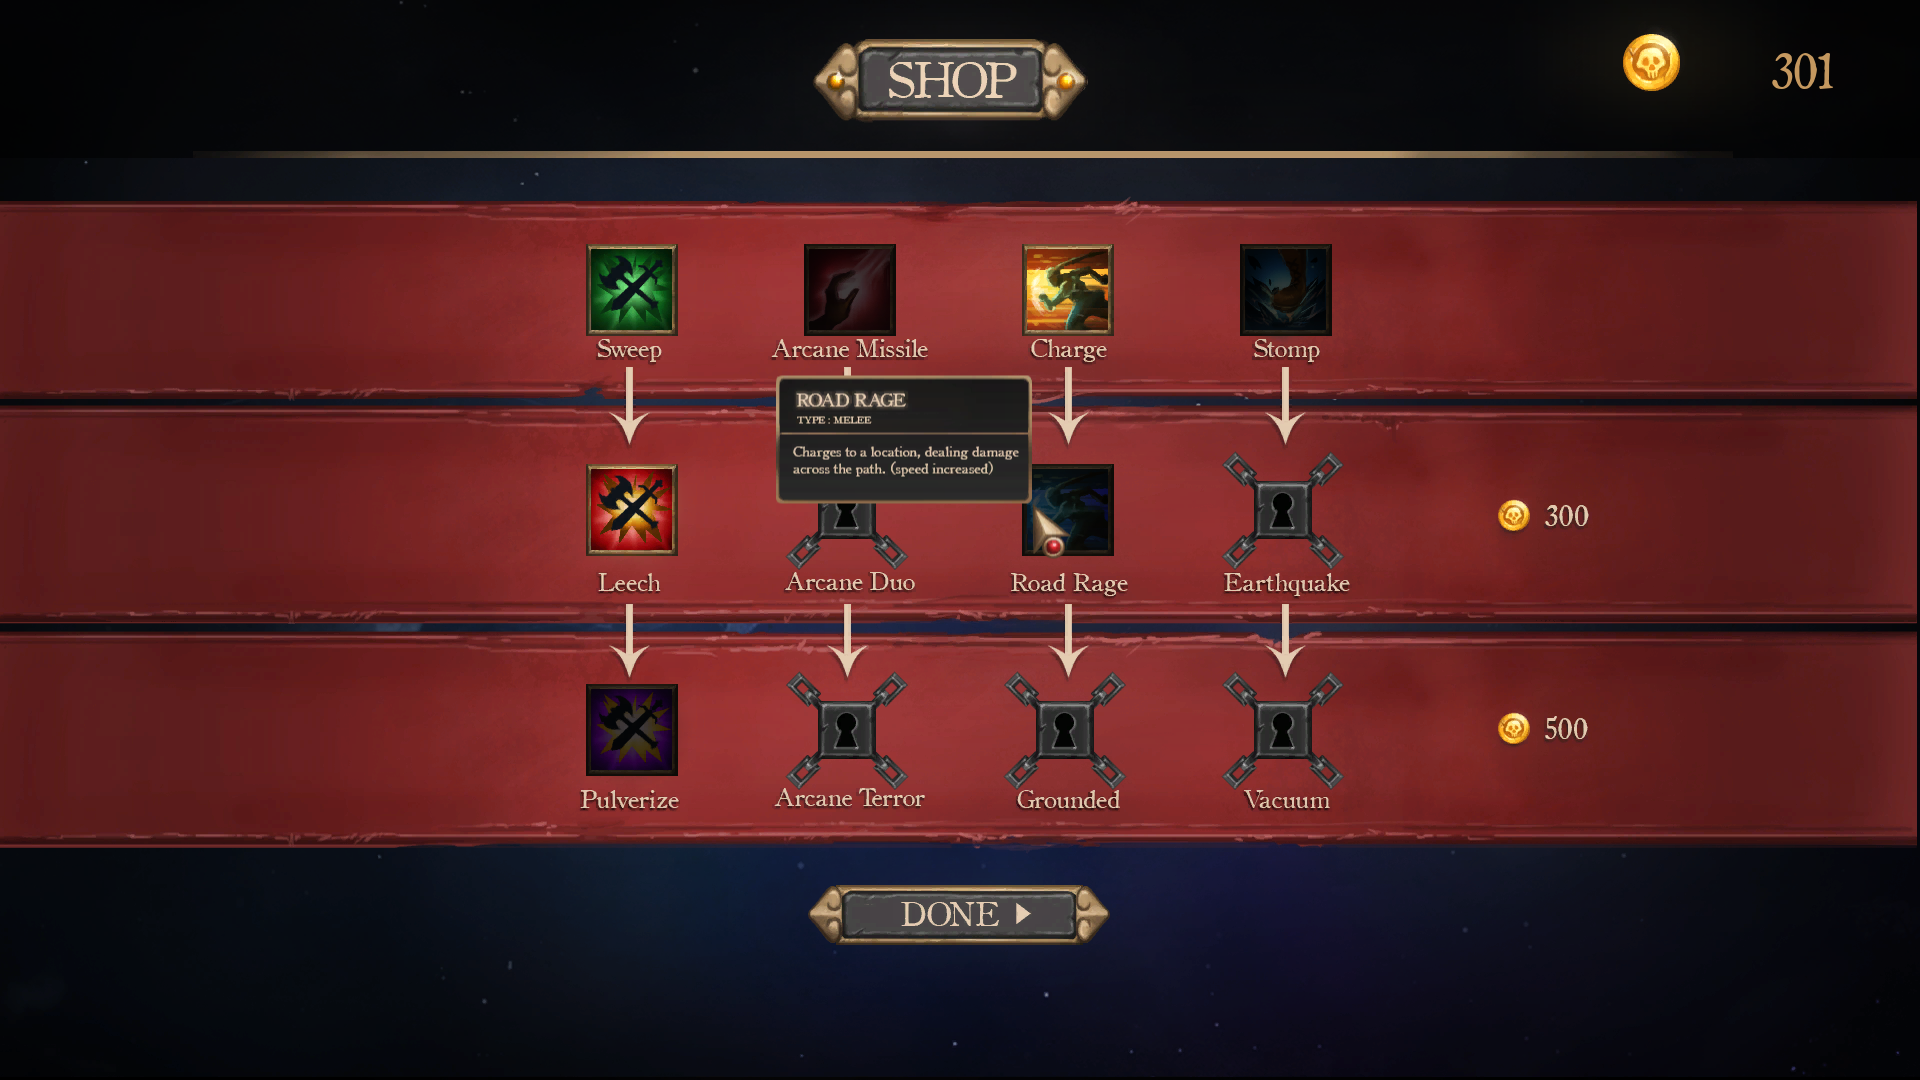 SHOP
301
Sweep
Arcane Missile
Charge
Stomp
ROAD RAGE
TYPE : MELEE
Charges to a location, dealing damage
across the path. (speed increased)
300
Leech
Arcane Duo
Road Rage
Earthquake
500
Pulverize
Arcane Terror
Grounded
Vacuum
DONE